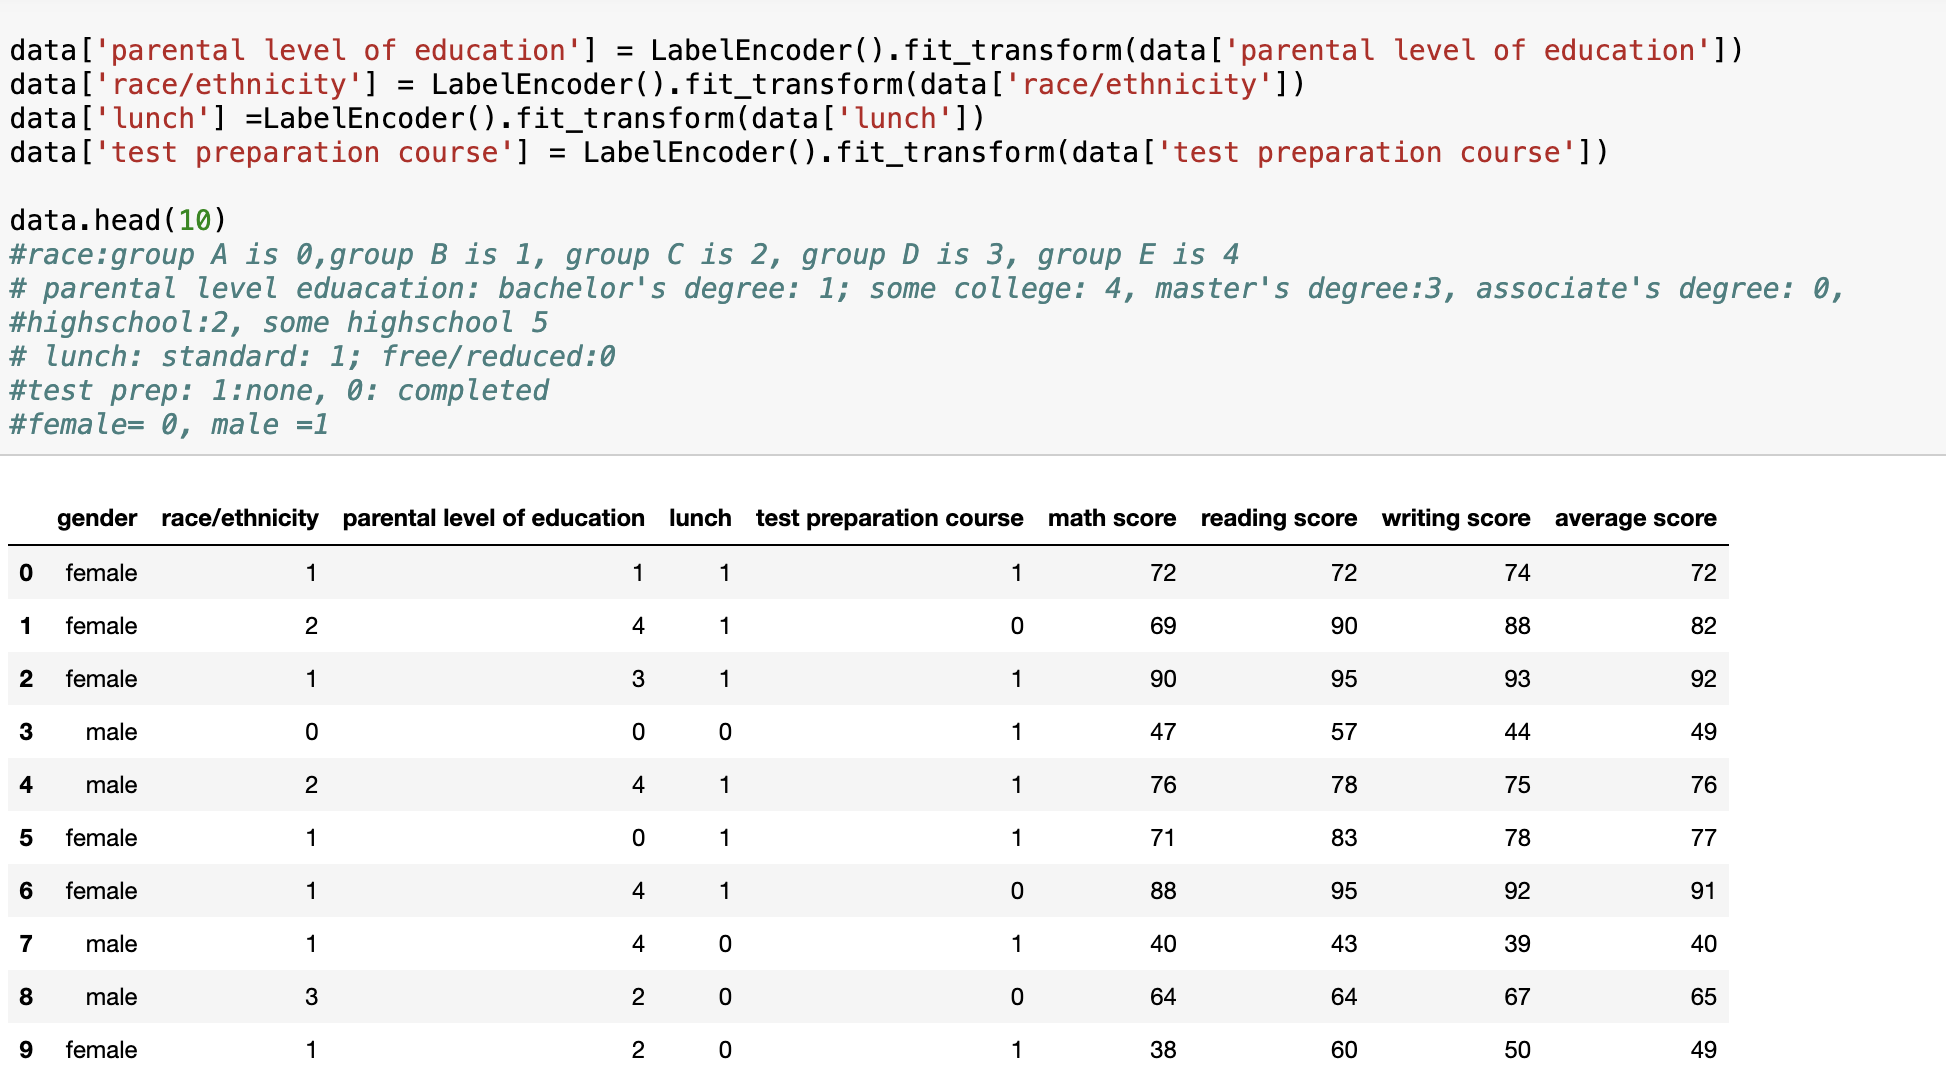 data['parental level of education'] = LabelEncoder().fit_transform(data['parental level of education'])
data['race/ethnicity'] = LabelEncoder().fit_transform(data['race/ethnicity'])
data['lunch'] =LabelEncoder().fit_transform(data['lunch'])
data['test preparation course'] = LabelEncoder().fit_transform(data['test preparation course'])
data.head(10)
#race:group A is 0,group B is 1, group C is 2, group D is 3, group E is 4
# parental level eduacation: bachelor's degree: 1; some college: 4, master's degree:3, associate's degree: 0,
#highschool:2, some highschool 5
# lunch: standard: 1; free/reduced:0
#test prep: 1:none, 0: completed
#female= 0, male =1
gender race/ethnicity parental level of education lunch test preparation course math score reading score writing score average score
0 female 1 1 1 1 72 72 74 72
1 female 2 4 1 0 69 90 88 82
2 female 1 3 1 1 90 95 93 92
3 male 0 0 0 1 47 57 44 49
4 male 2 4 1 1 76 78 75 76
5 female 1 0 1 1 71 83 78 77
6 female 1 4 1 0 88 95 92 91
7 male 1 4 0 1 40 43 39 40
8 male 3 2 0 0 64 64 67 65
9 female 1 2 0 1 38 60 50 49